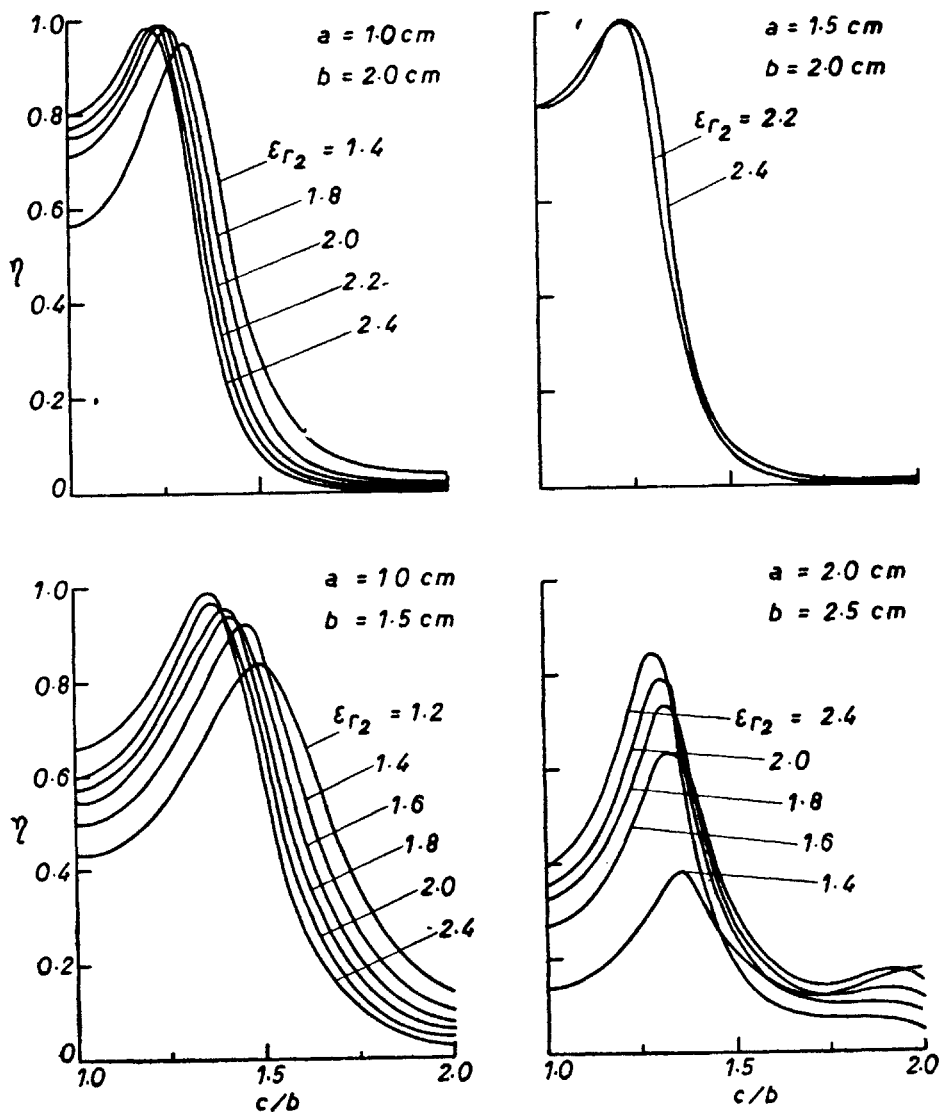 1.0
0.8
0.6
η
0.4
0.2
0
a = 1.0 cm
b = 2.0 cm
εr2 = 1.4
1.8
2.0
2.2
2.4
a = 1.5 cm
b = 2.0 cm
εr2 = 2.2
2.4
1.0
0.8
0.6
η
0.4
0.2
0
a = 10 cm
b = 1.5 cm
εr2 = 1.2
1.4
1.6
1.8
2.0
2.4
1.0
1.5
2.0
c/b
a = 2.0 cm
b = 2.5 cm
εr2 = 2.4
2.0
1.8
1.6
1.4
1.0
1.5
2.0
c/b